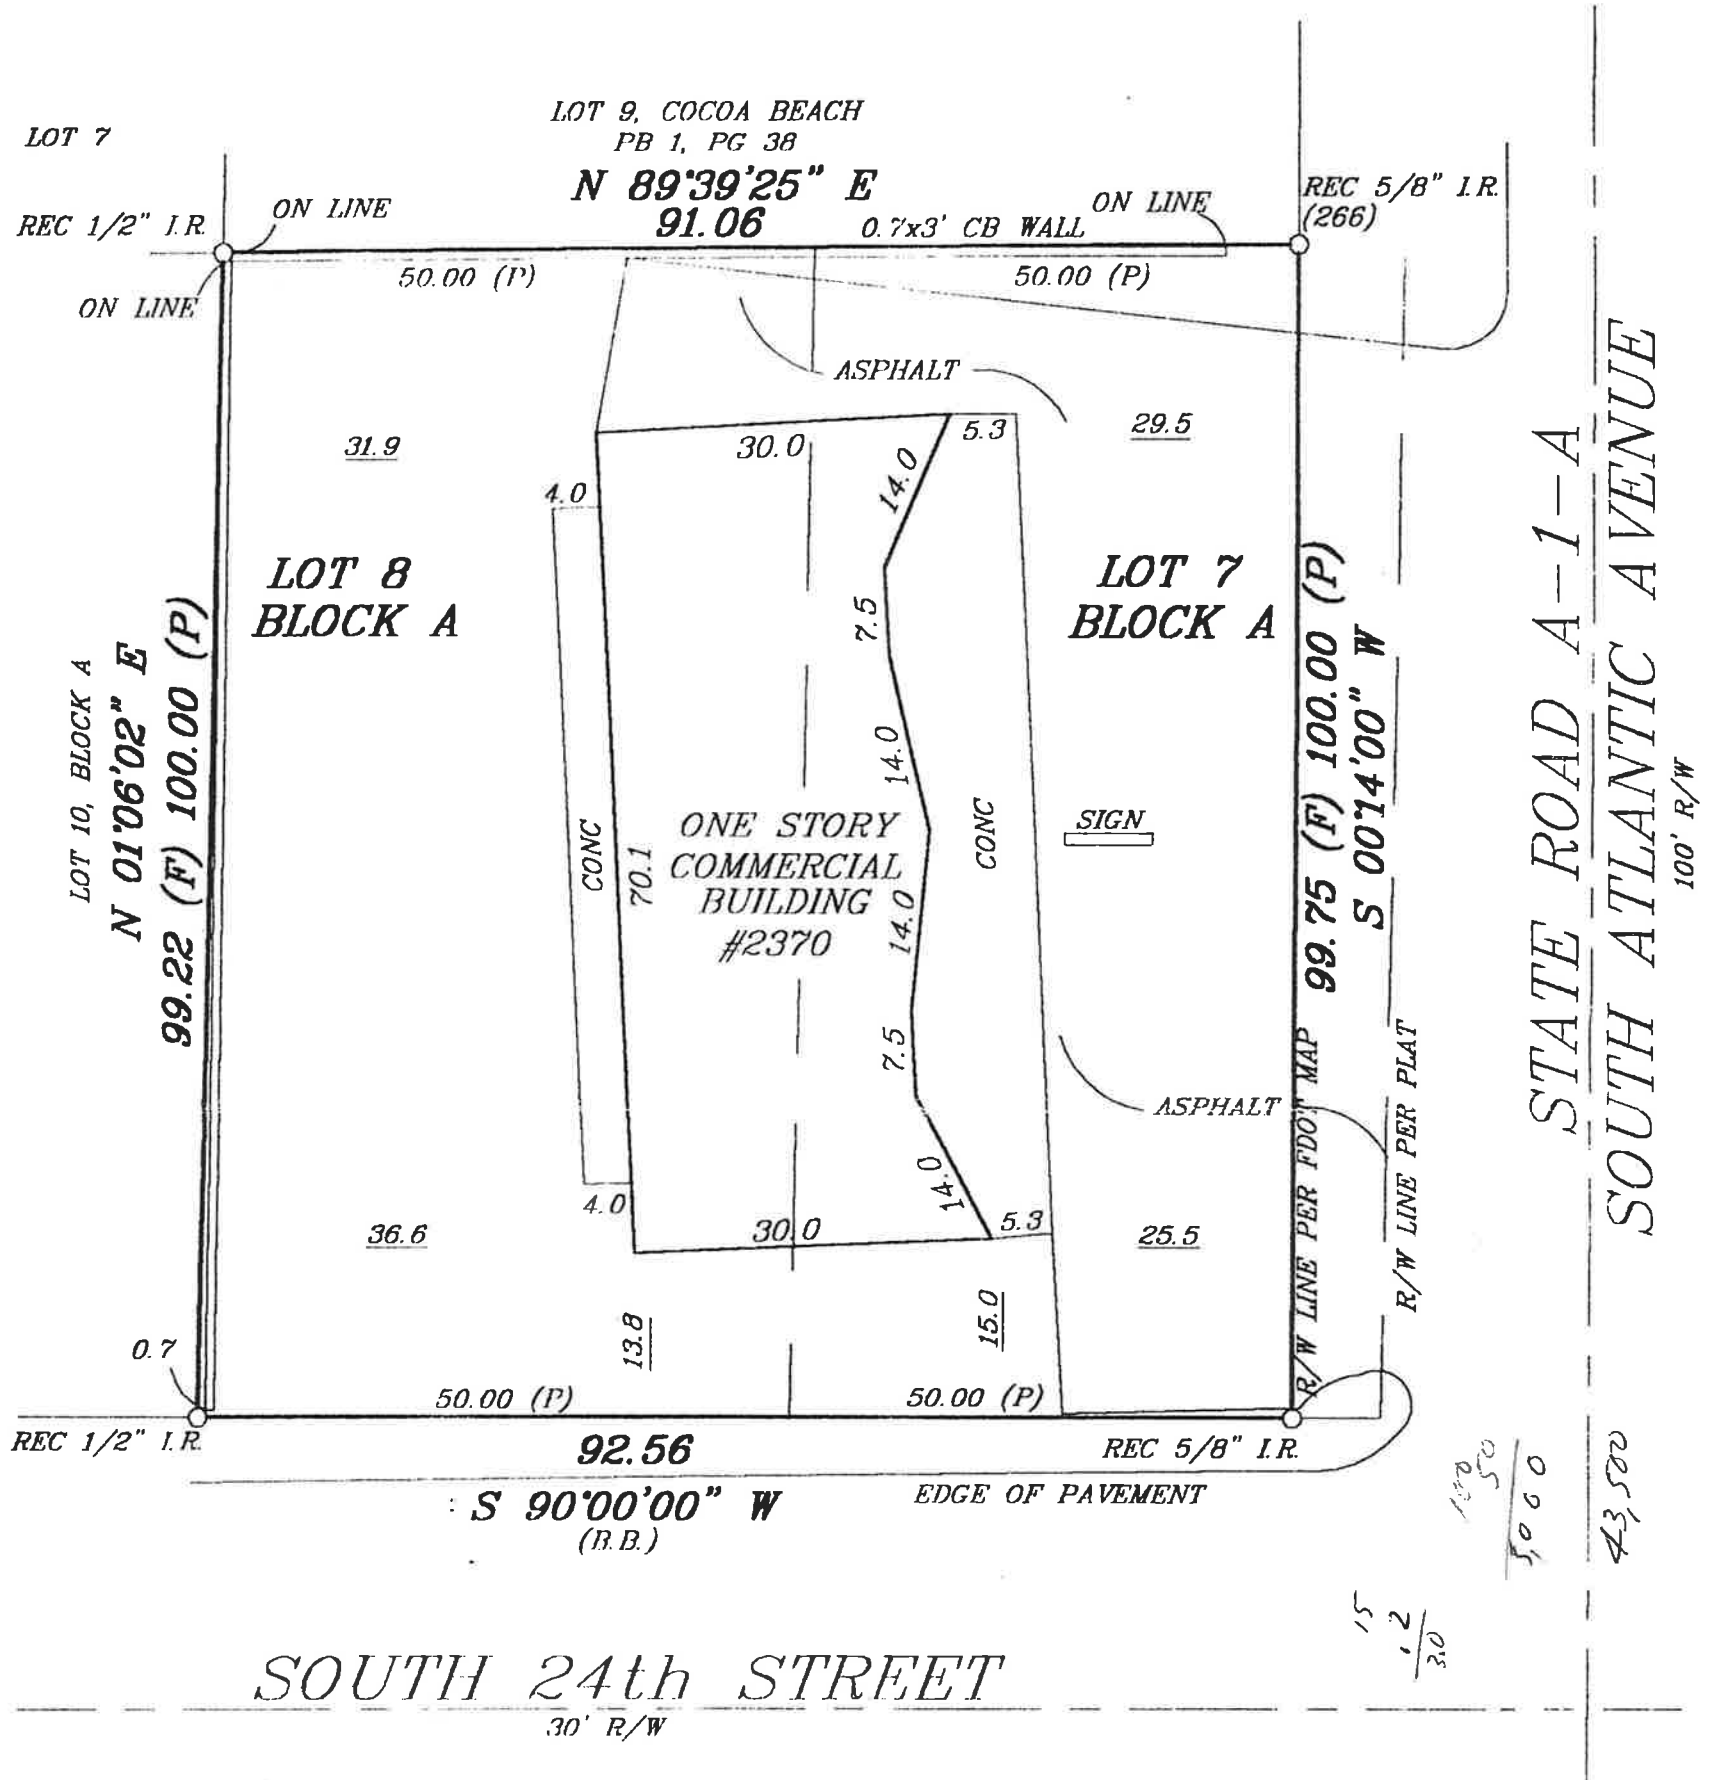 LOT 9, COCOA BEACH
PB 1, PG 38
LOT 7
N 89°39'25" E
91.06
REC 1/2" I.R.
ON LINE
ON LINE
0.7x3' CB WALL
ON LINE
REC 5/8" I.R.
(266)
50.00 (P)
50.00 (P)
ASPHALT
31.9
30.0
5.3
29.5
4.0
14.0
LOT 8
BLOCK A
LOT 7
BLOCK A
7.5
14.0
LOT 10, BLOCK A
N 01°06'02" E
99.22 (F) 100.00 (P)
CONC
70.1
ONE STORY
COMMERCIAL
BUILDING
#2370
14.0
CONC
SIGN
99.75 (F) 100.00 (P)
S 00°14'00" W
7.5
ASPHALT
14.0
R/W LINE PER FDOT MAP
R/W LINE PER PLAT
STATE ROAD A-1-A
SOUTH ATLANTIC AVENUE
100' R/W
4.0
30.0
5.3
36.6
25.5
13.8
15.0
0.7
50.00 (P)
50.00 (P)
REC 1/2" I.R.
92.56
REC 5/8" I.R.
S 90°00'00" W
(B.B.)
EDGE OF PAVEMENT
100
50
5,000
43,500
15
.2
3.0
SOUTH 24th STREET
30' R/W